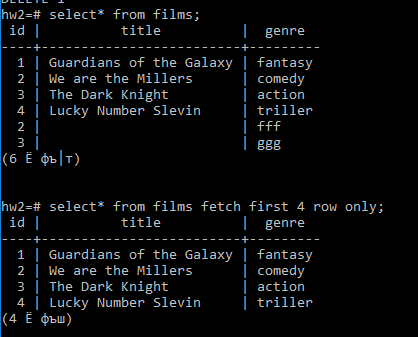 hw2=# select* from films;
 id |          title          |  genre
----+-------------------------+---------
  1 | Guardians of the Galaxy | fantasy
  2 | We are the Millers      | comedy
  3 | The Dark Knight         | action
  4 | Lucky Number Slevin     | triller
  2 |                         | fff
  3 |                         | ggg
(6 Ё фъ|т)
hw2=# select* from films fetch first 4 row only;
 id |          title          |  genre
----+-------------------------+---------
  1 | Guardians of the Galaxy | fantasy
  2 | We are the Millers      | comedy
  3 | The Dark Knight         | action
  4 | Lucky Number Slevin     | triller
(4 Ё фъш)